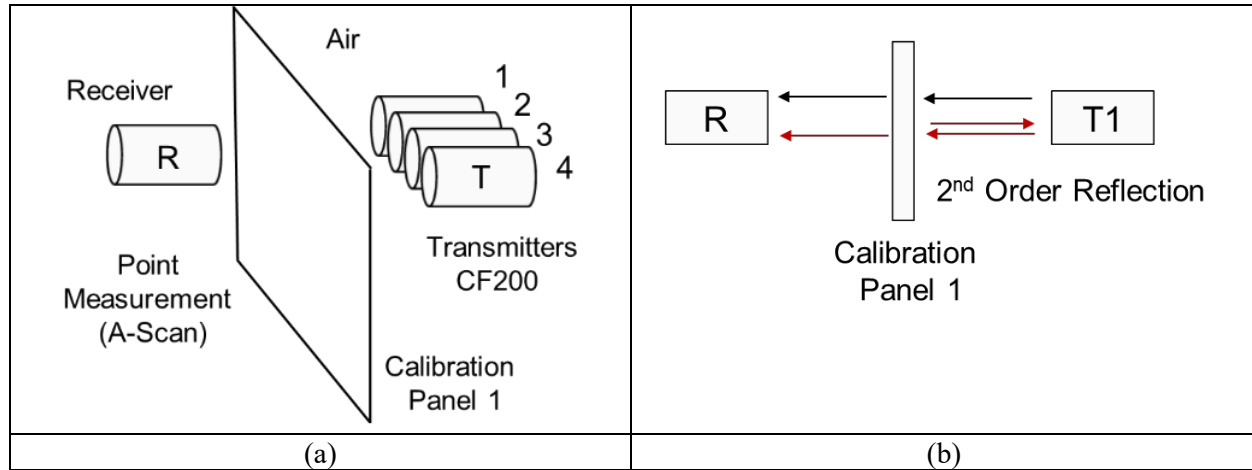 Air
Receiver
R
1
2
3
4
T
Transmitters
CF200
Point
Measurement
(A-Scan)
Calibration
Panel 1
(a)
R
T1
2nd Order Reflection
Calibration
Panel 1
(b)